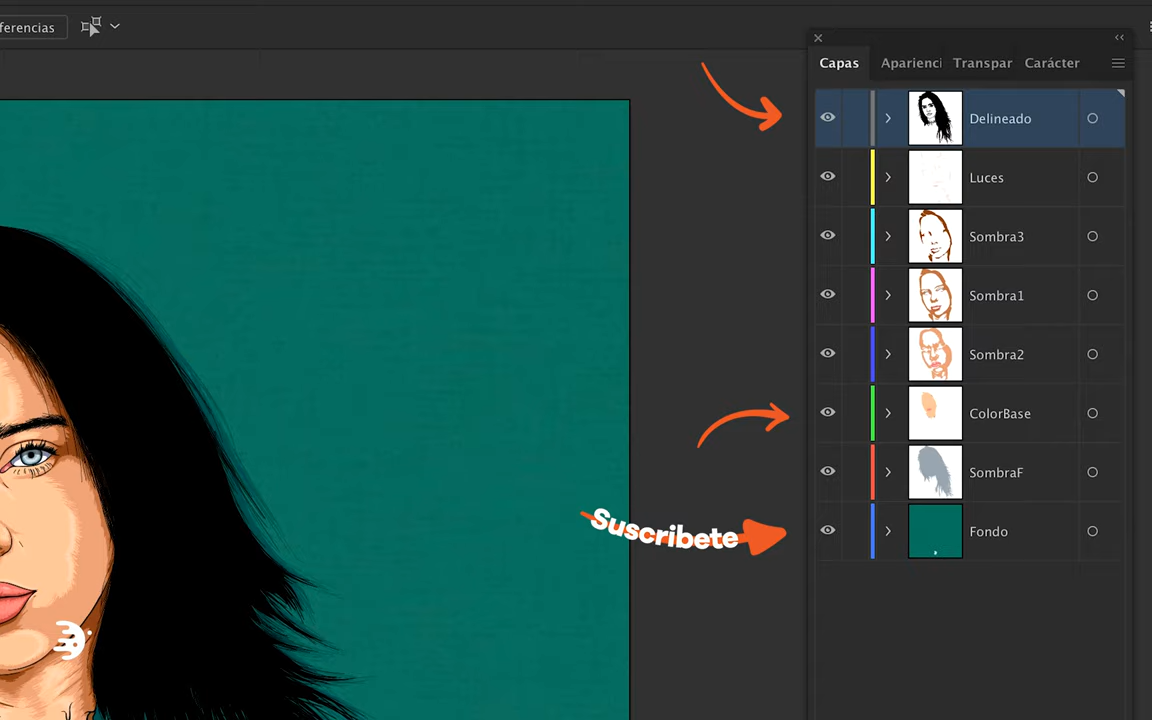 ferencias
Capas
Aparienci
Transpar
Carácter
Delineado
Luces
Sombra3
Sombra1
Sombra2
ColorBase
SombraF
Suscribete
Fondo